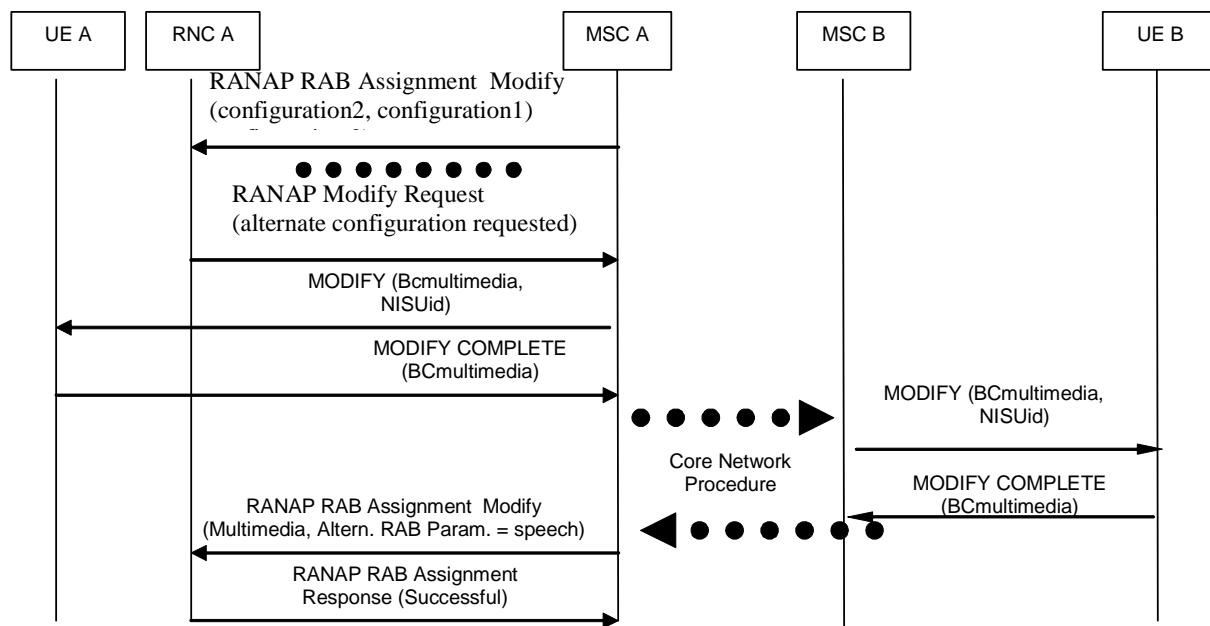 UE A
RNC A
MSC A
MSC B
UE B
RANAP RAB Assignment Modify
(configuration2, configuration1)
RANAP Modify Request
(alternate configuration requested)
MODIFY (Bcmultimedia,
NISUid)
MODIFY COMPLETE
(BCmultimedia)
MODIFY (BCmultimedia,
NISUid)
Core Network
Procedure
MODIFY COMPLETE
(BCmultimedia)
RANAP RAB Assignment Modify
(Multimedia, Altern. RAB Param. = speech)
RANAP RAB Assignment
Response (Successful)